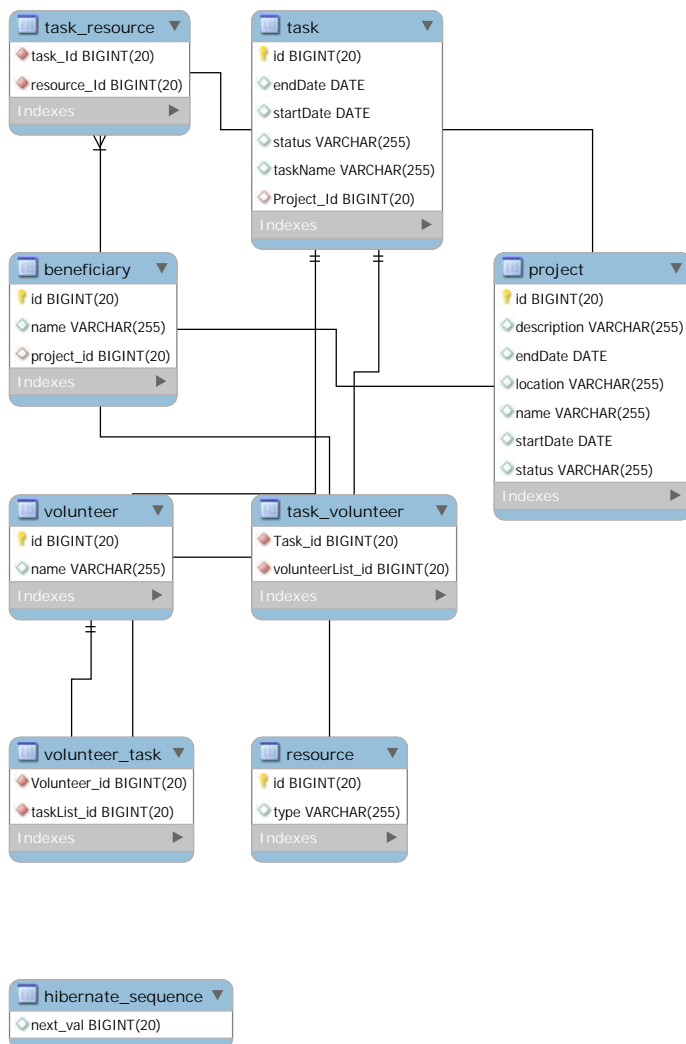 task_resource
task_Id BIGINT(20)
resource_Id BIGINT(20)
Indexes
task
id BIGINT(20)
endDate DATE
startDate DATE
status VARCHAR(255)
taskName VARCHAR(255)
Project_Id BIGINT(20)
Indexes
beneficiary
id BIGINT(20)
name VARCHAR(255)
project_id BIGINT(20)
Indexes
project
id BIGINT(20)
description VARCHAR(255)
endDate DATE
location VARCHAR(255)
name VARCHAR(255)
startDate DATE
status VARCHAR(255)
Indexes
volunteer
id BIGINT(20)
name VARCHAR(255)
Indexes
task_volunteer
Task_id BIGINT(20)
volunteerList_id BIGINT(20)
Indexes
volunteer_task
Volunteer_id BIGINT(20)
taskList_id BIGINT(20)
Indexes
resource
id BIGINT(20)
type VARCHAR(255)
Indexes
hibernate_sequence
next_val BIGINT(20)